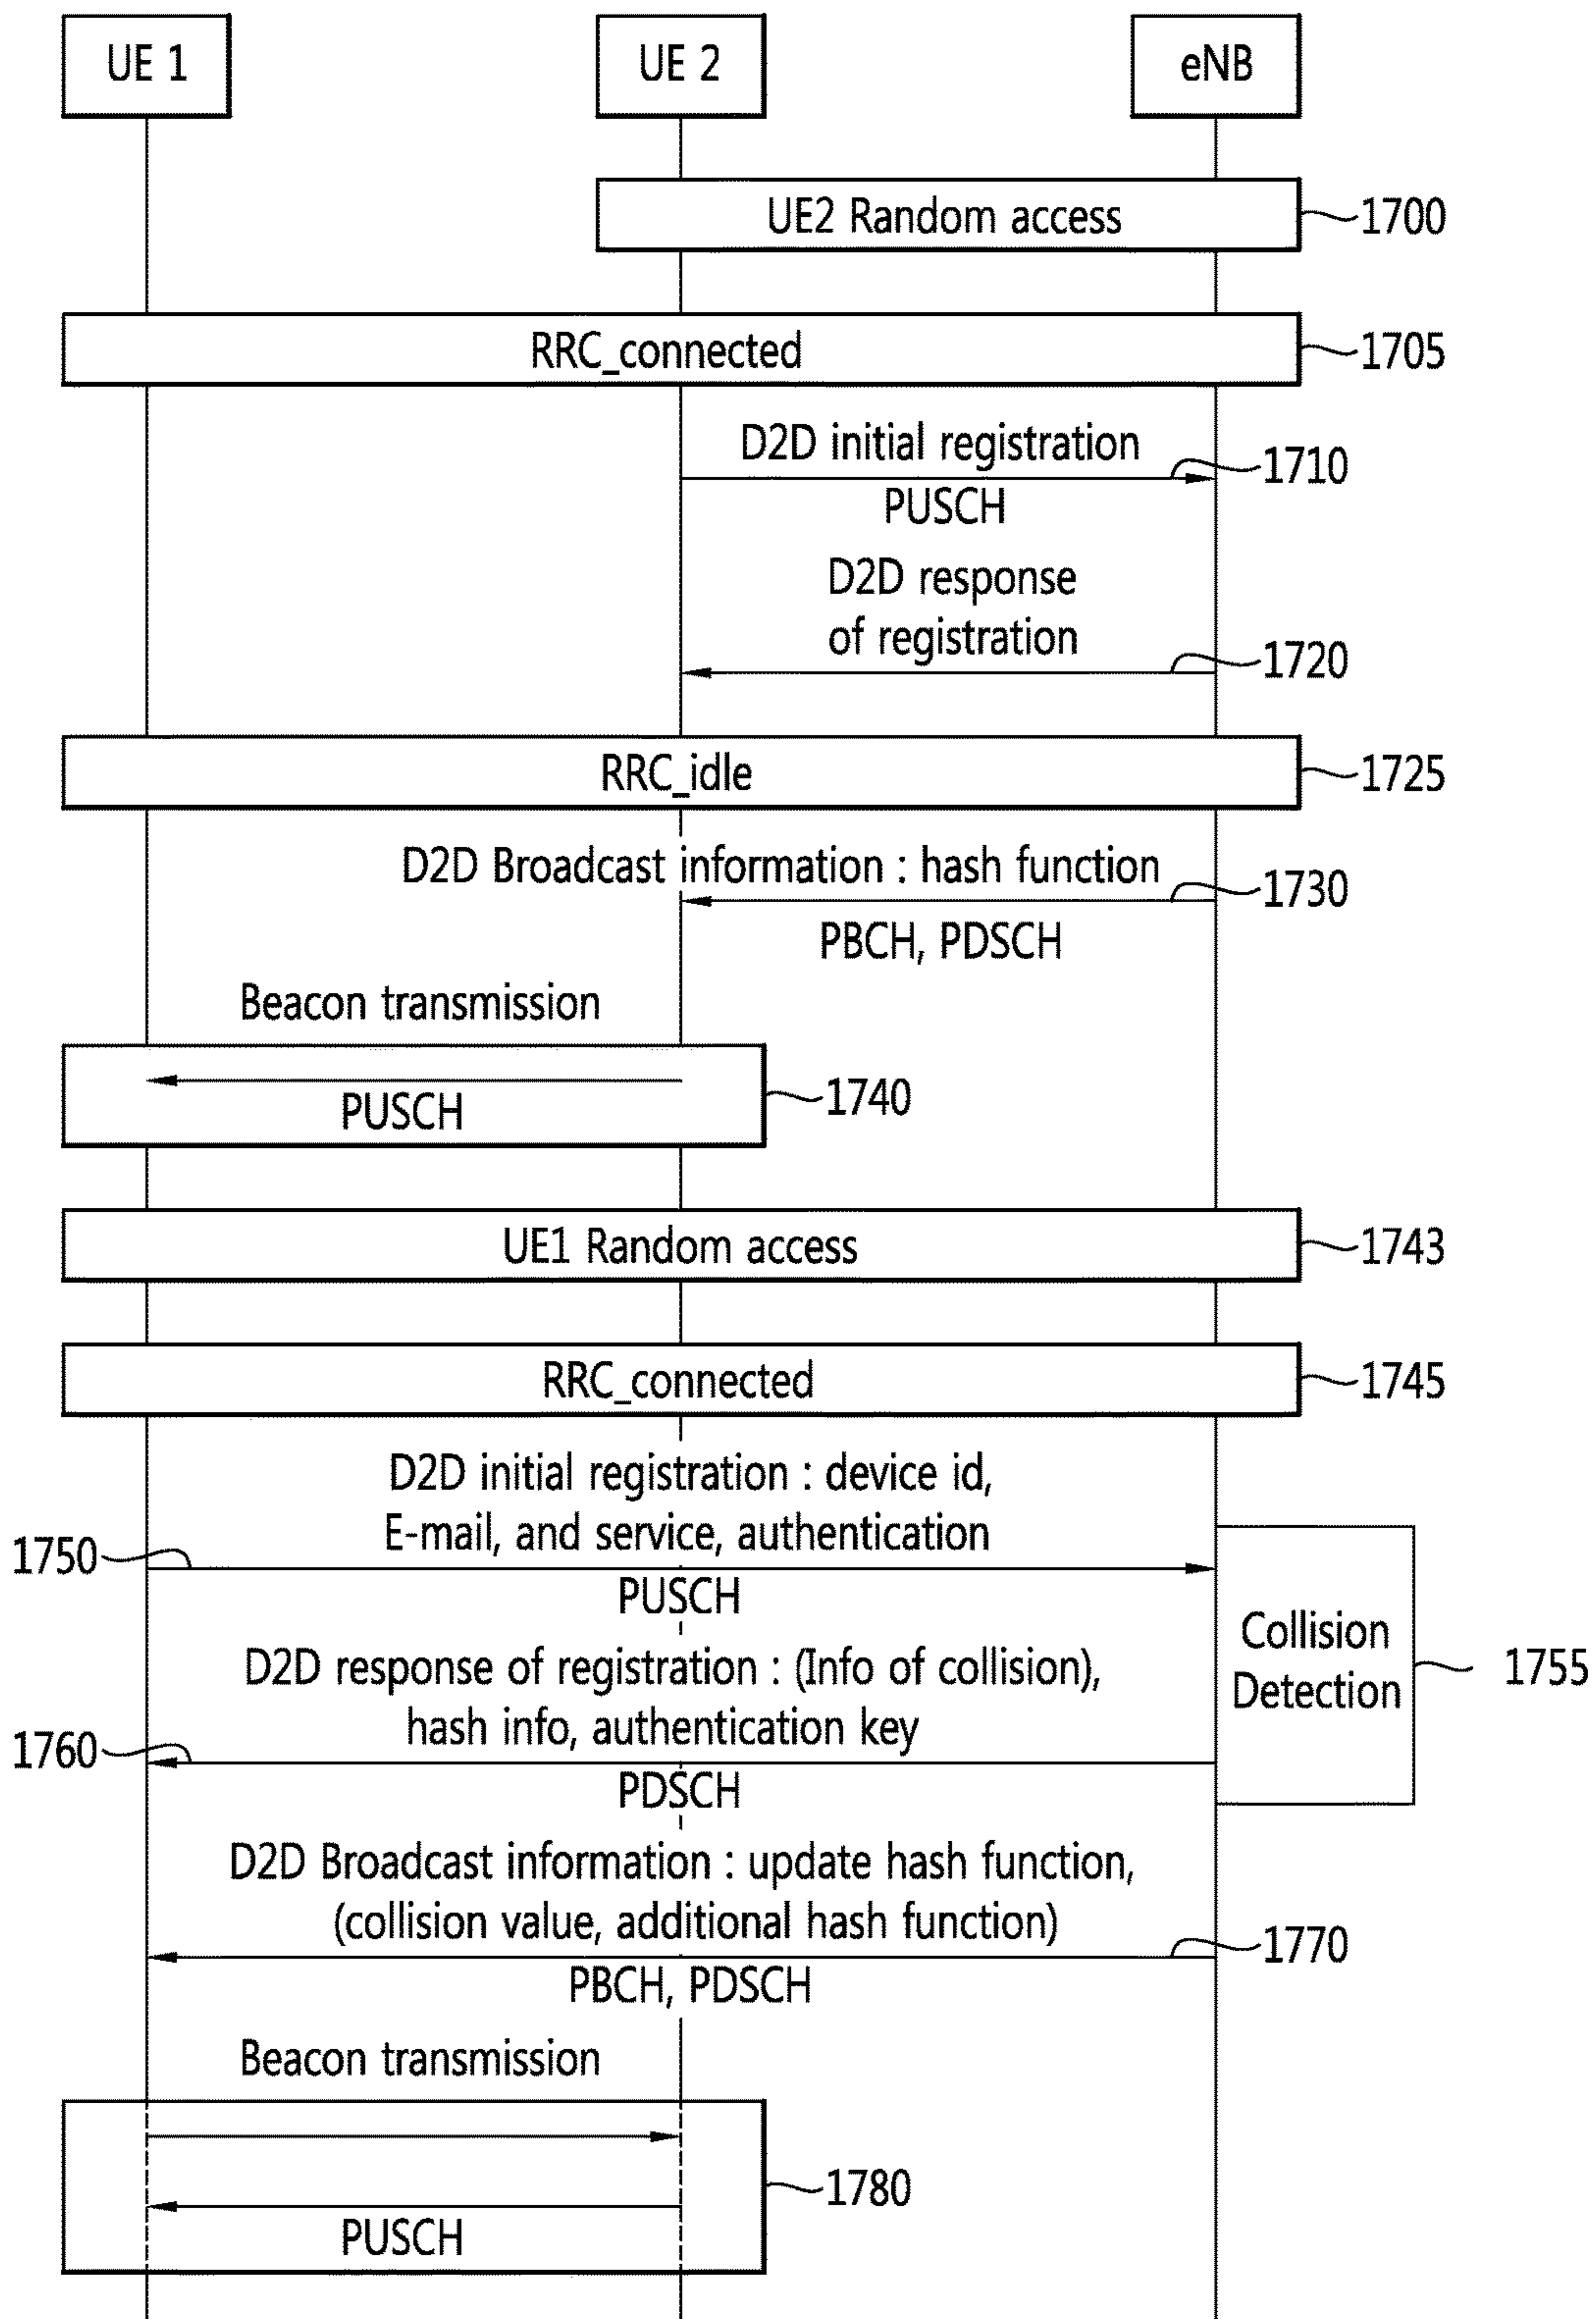 UE 1
UE 2
eNB
UE2 Random access
1700
RRC_connected
1705
D2D initial registration
1710
PUSCH
D2D response
of registration
1720
RRC_idle
1725
D2D Broadcast information : hash function
1730
PBCH, PDSCH
Beacon transmission
PUSCH
1740
UE1 Random access
1743
RRC_connected
1745
D2D initial registration : device id,
E-mail, and service, authentication
1750
PUSCH
Collision
Detection
1755
D2D response of registration : (Info of collision),
hash info, authentication key
1760
PDSCH
D2D Broadcast information : update hash function,
(collision value, additional hash function)
1770
PBCH, PDSCH
Beacon transmission
1780
PUSCH